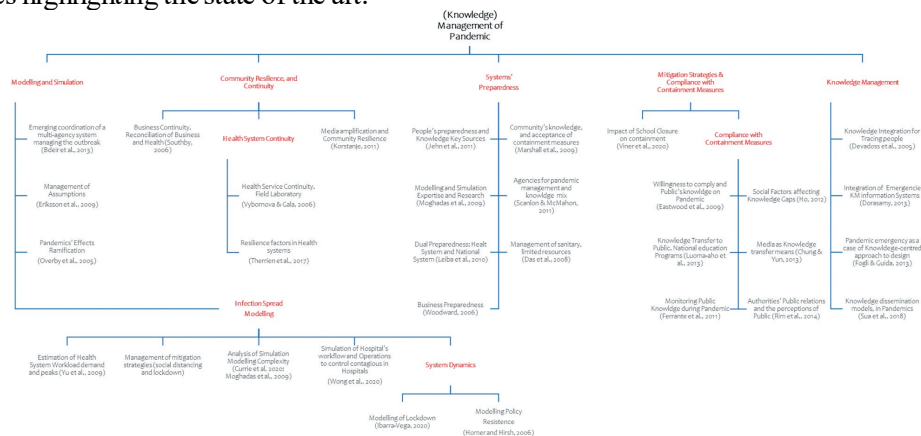 es highlighting the state of the art.
(Knowledge)
Management of
Pandemic
Modelling and Simulation
Community Resilience, and
Continuity
Systems'
Preparedness
Mitigation Strategies &
Compliance with
Containment Measures
Knowledge Management
Emerging coordination of a
multi-agency system
managing the outbreak
(Bdeir et al., 2013)
Management of
Assumptions
(Eriksson et al., 2009)
Pandemics' Effects
Ramification
(Overby et al., 2005)
Business Continuity,
Reconciliation of Business
and Health (Southby,
2006)
Health System Continuity
Media amplification and
Community Resilience
(Korstanje, 2011)
Health Service Continuity,
Field Laboratory
(Vybornova & Gala, 2006)
Resilience factors in Health
systems
(Therrien et al., 2017)
People's preparedness and
Knowledge Key Sources
(Jehn et al., 2011)
Community's knowledge,
and acceptance of
containment measures
(Marshall et al., 2009)
Modelling and Simulation
Expertise and Research
(Moghadas et al., 2009)
Agencies for pandemic
management and
knowledge mix
(Scanlon & McMahon,
2011)
Dual Preparedness: Healt
System and National
System (Leiba et al., 2010)
Management of sanitary,
limited resources
(Das et al., 2008)
Business Preparedness
(Woodward, 2006)
Impact of School Closure
on containment
(Viner et al., 2020)
Compliance with
Containment Measures
Willingness to comply and
Public's knowldge on
Pandemic
(Eastwood et al., 2009)
Social Factors affecting
Knowledge Gaps (Ho, 2012)
Knowledge Transfer to
Public, National education
Programs (Luoma-aho et
al., 2013)
Media as Knowledge
transfer means (Chung &
Yun, 2013)
Monitoring Public
Knowledge during Pandemic
(Ferrante et al., 2011)
Authorities' Public relations
and the perceptions of
Public (Rim et al., 2014)
Knowledge Integration for
Tracing people
(Devadoss et al., 2005)
Integration of Emergencie
KM Information Systems
(Dorasamy, 2013)
Pandemic emergency as a
case of Knowldege-centred
approach to design
(Fogli & Guida, 2013)
Knowledge dissemination
models, in Pandemics
(Sua et al., 2018)
Infection Spread
Modelling
Estimation of Health
System Workload demand
and peaks (Yu et al., 2009)
Management of mitigation
strategies (social distancing
and lockdown)
Analysis of Simulation
Modelling Complexity
(Currie et al. 2020;
Moghadas et al., 2009)
Simulation of Hospital's
workflow and Operations
to control contagious in
Hospitals
(Wong et al., 2020)
System Dynamics
Modelling of Lockdown
(Ibarra-Vega, 2020)
Modelling Policy
Resistence
(Homer and Hirsh, 2006)